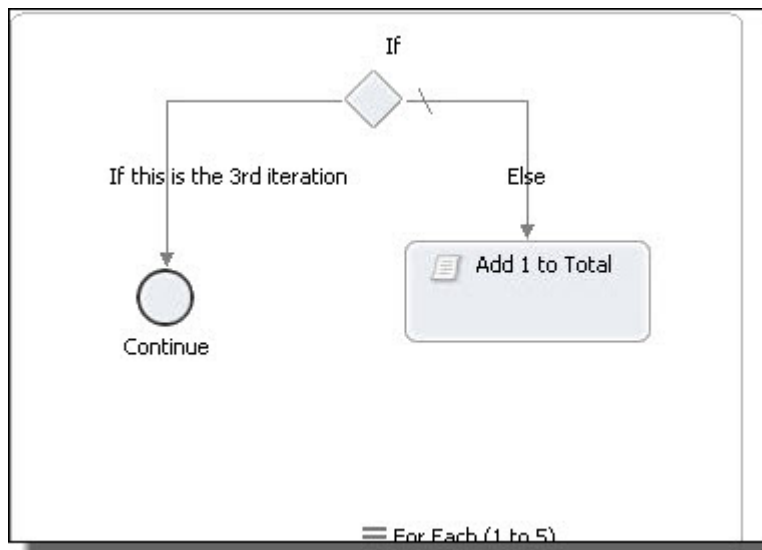 If
If this is the 3rd iteration
Else
Add 1 to Total
Continue
For Each (1 to 5)